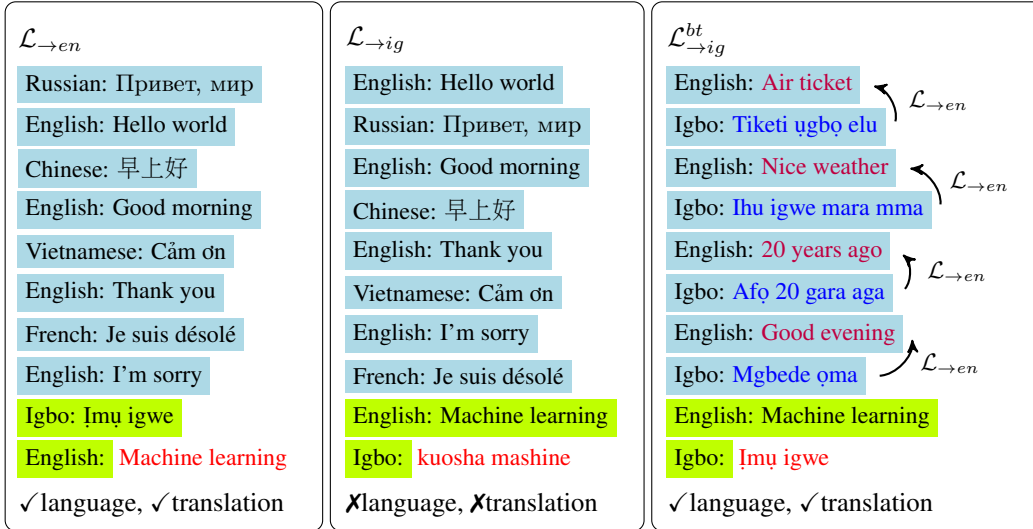 L→en
Russian: Привет, мир
English: Hello world
Chinese: 早上好
English: Good morning
Vietnamese: Cảm ơn
English: Thank you
French: Je suis désolé
English: I'm sorry
Igbo: Ịmụ igwe
English: Machine learning
✓language, ✓translation
L→ig
English: Hello world
Russian: Привет, мир
English: Good morning
Chinese: 早上好
English: Thank you
Vietnamese: Cảm ơn
English: I'm sorry
French: Je suis désolé
English: Machine learning
Igbo: kuosha mashine
✗language, ✗translation
L^bt→ig
English: Air ticket
L→en
Igbo: Tiketi ụgbọ elu
English: Nice weather
L→en
Igbo: Ihu igwe mara mma
English: 20 years ago
L→en
Igbo: Afọ 20 gara aga
English: Good evening
L→en
Igbo: Mgbede ọma
English: Machine learning
Igbo: Ịmụ igwe
✓language, ✓translation